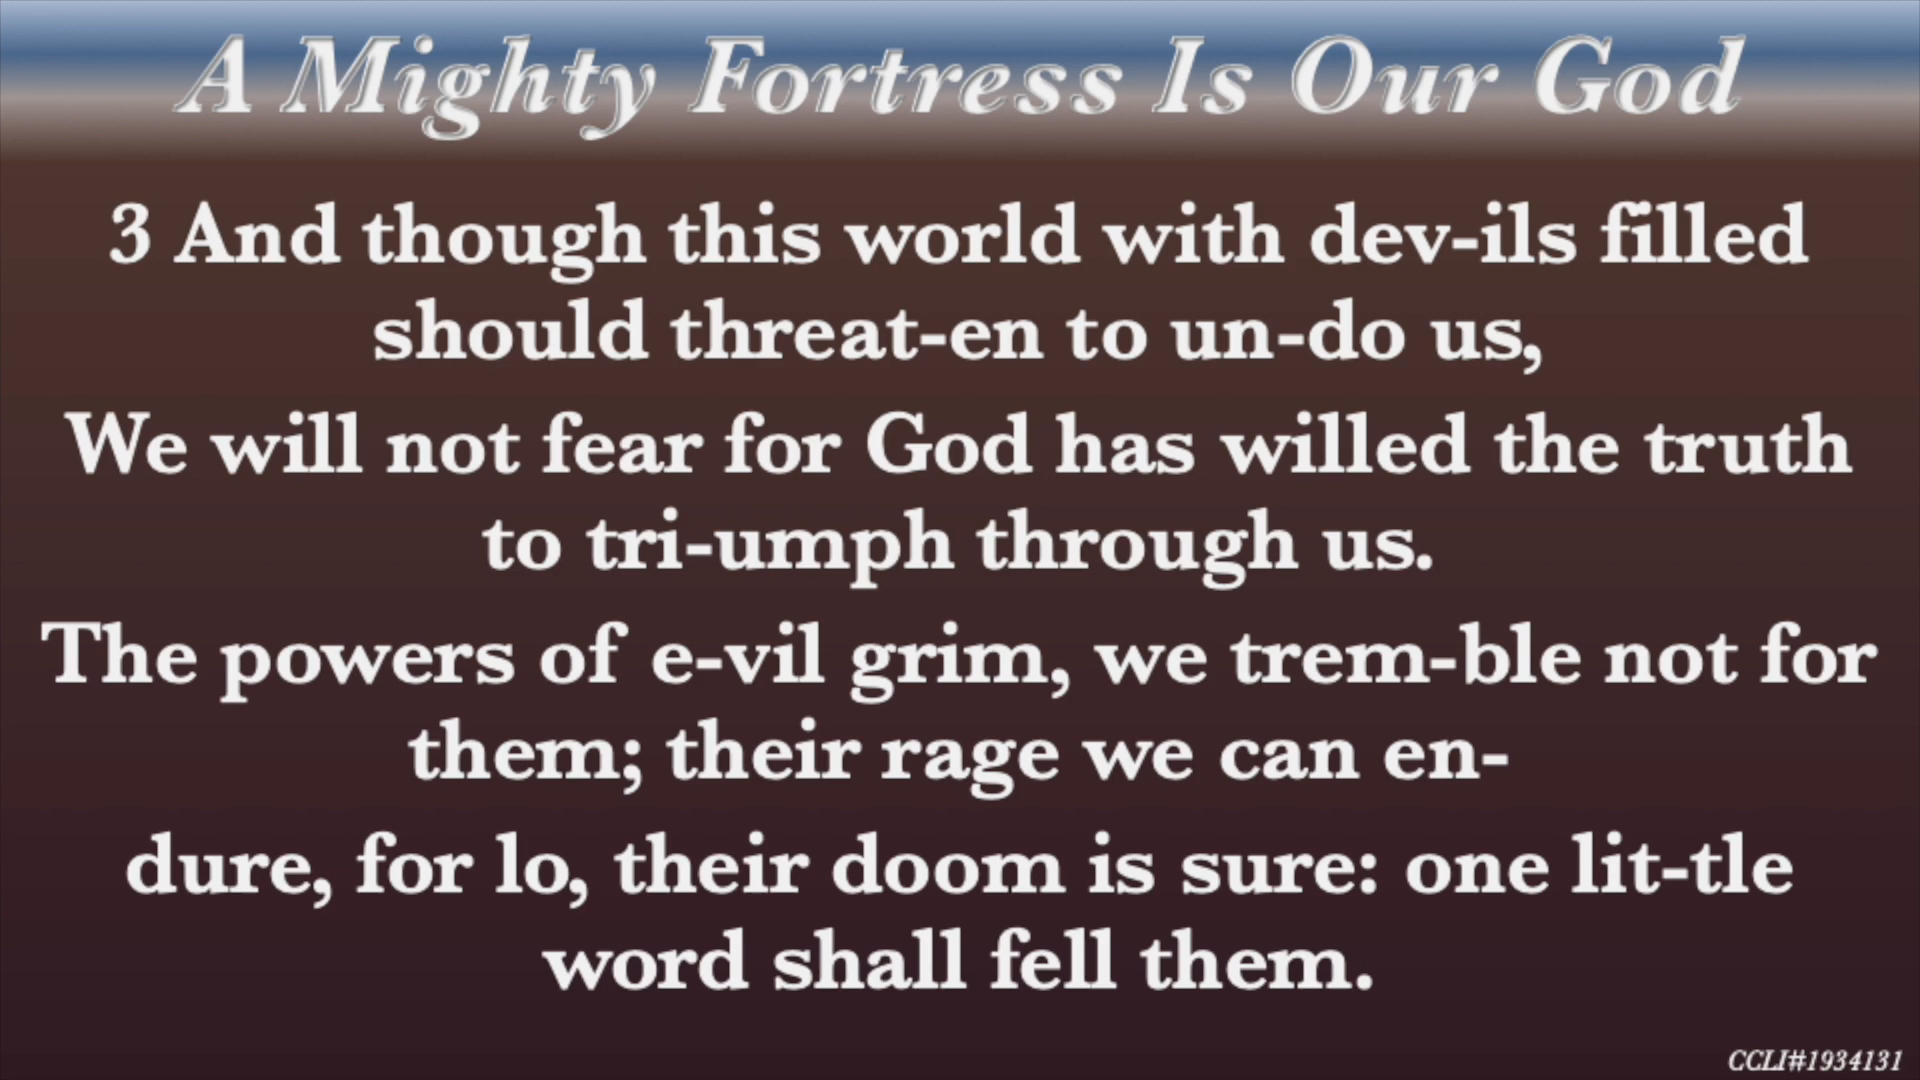 A Mighty Fortress Is Our God
3 And though this world with dev-ils filled
should threat-en to un-do us,
We will not fear for God has willed the truth
to tri-umph through us.
The powers of e-vil grim, we trem-ble not for
them; their rage we can en-
dure, for lo, their doom is sure: one lit-tle
word shall fell them.
CCLI#1934131